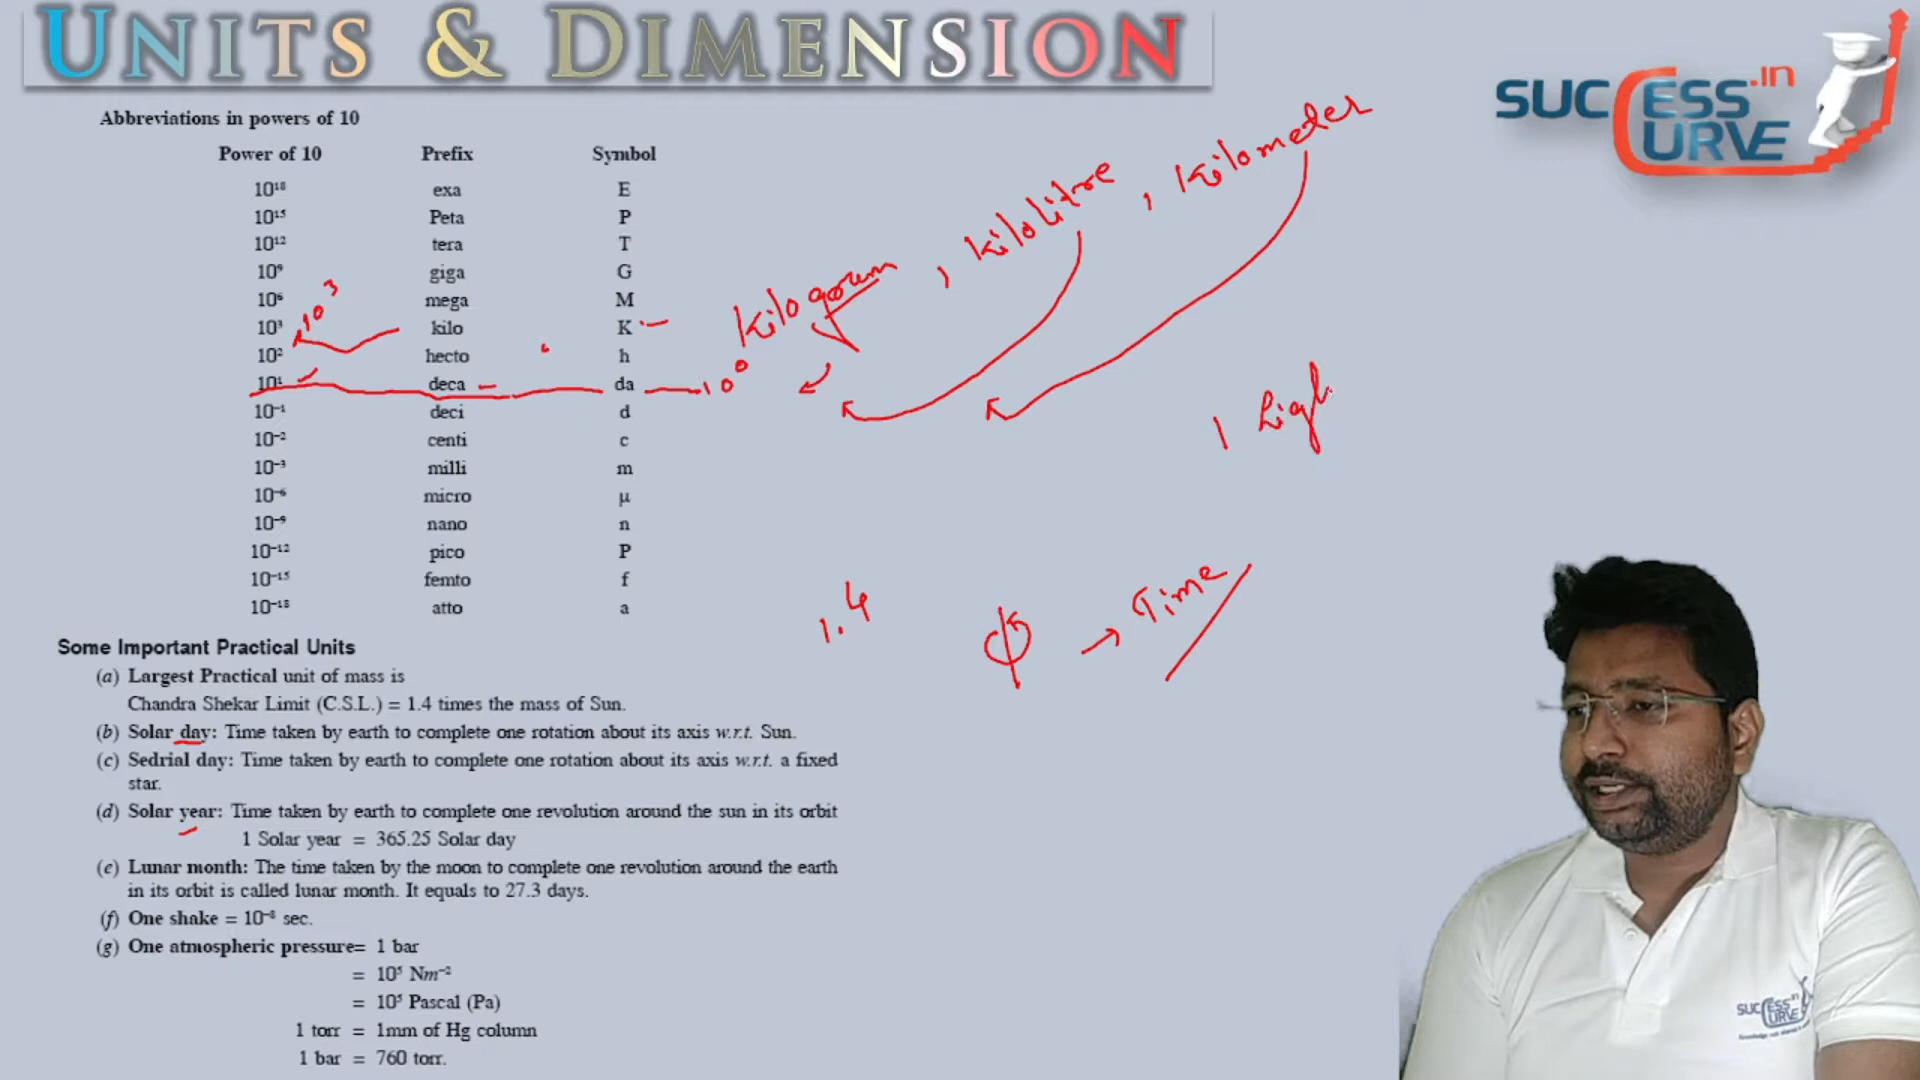 UNITS & DIMENSION
SUCCESS.in
CURVE
Abbreviations in powers of 10
Power of 10 Prefix Symbol
10¹⁸ exa E
10¹⁵ Peta P
10¹² tera T
10⁹ giga G
10⁶ mega M
10³ kilo K
10² hecto h
10¹ deca da
10⁻¹ deci d
10⁻² centi c
10⁻³ milli m
10⁻⁶ micro μ
10⁻⁹ nano n
10⁻¹² pico P
10⁻¹⁵ femto f
10⁻¹⁸ atto a
10³
10⁰
Kilogram , Kilolitre , Kilometer
1 Ligh
1.4
→ Time
Some Important Practical Units
(a) Largest Practical unit of mass is
Chandra Shekar Limit (C.S.L.) = 1.4 times the mass of Sun.
(b) Solar day: Time taken by earth to complete one rotation about its axis w.r.t. Sun.
(c) Sedrial day: Time taken by earth to complete one rotation about its axis w.r.t. a fixed
star.
(d) Solar year: Time taken by earth to complete one revolution around the sun in its orbit
1 Solar year = 365.25 Solar day
(e) Lunar month: The time taken by the moon to complete one revolution around the earth
in its orbit is called lunar month. It equals to 27.3 days.
(f) One shake = 10⁻⁸ sec.
(g) One atmospheric pressure= 1 bar
= 10⁵ Nm⁻²
= 10⁵ Pascal (Pa)
1 torr = 1mm of Hg column
1 bar = 760 torr.
SUCCESS.in
CURVE